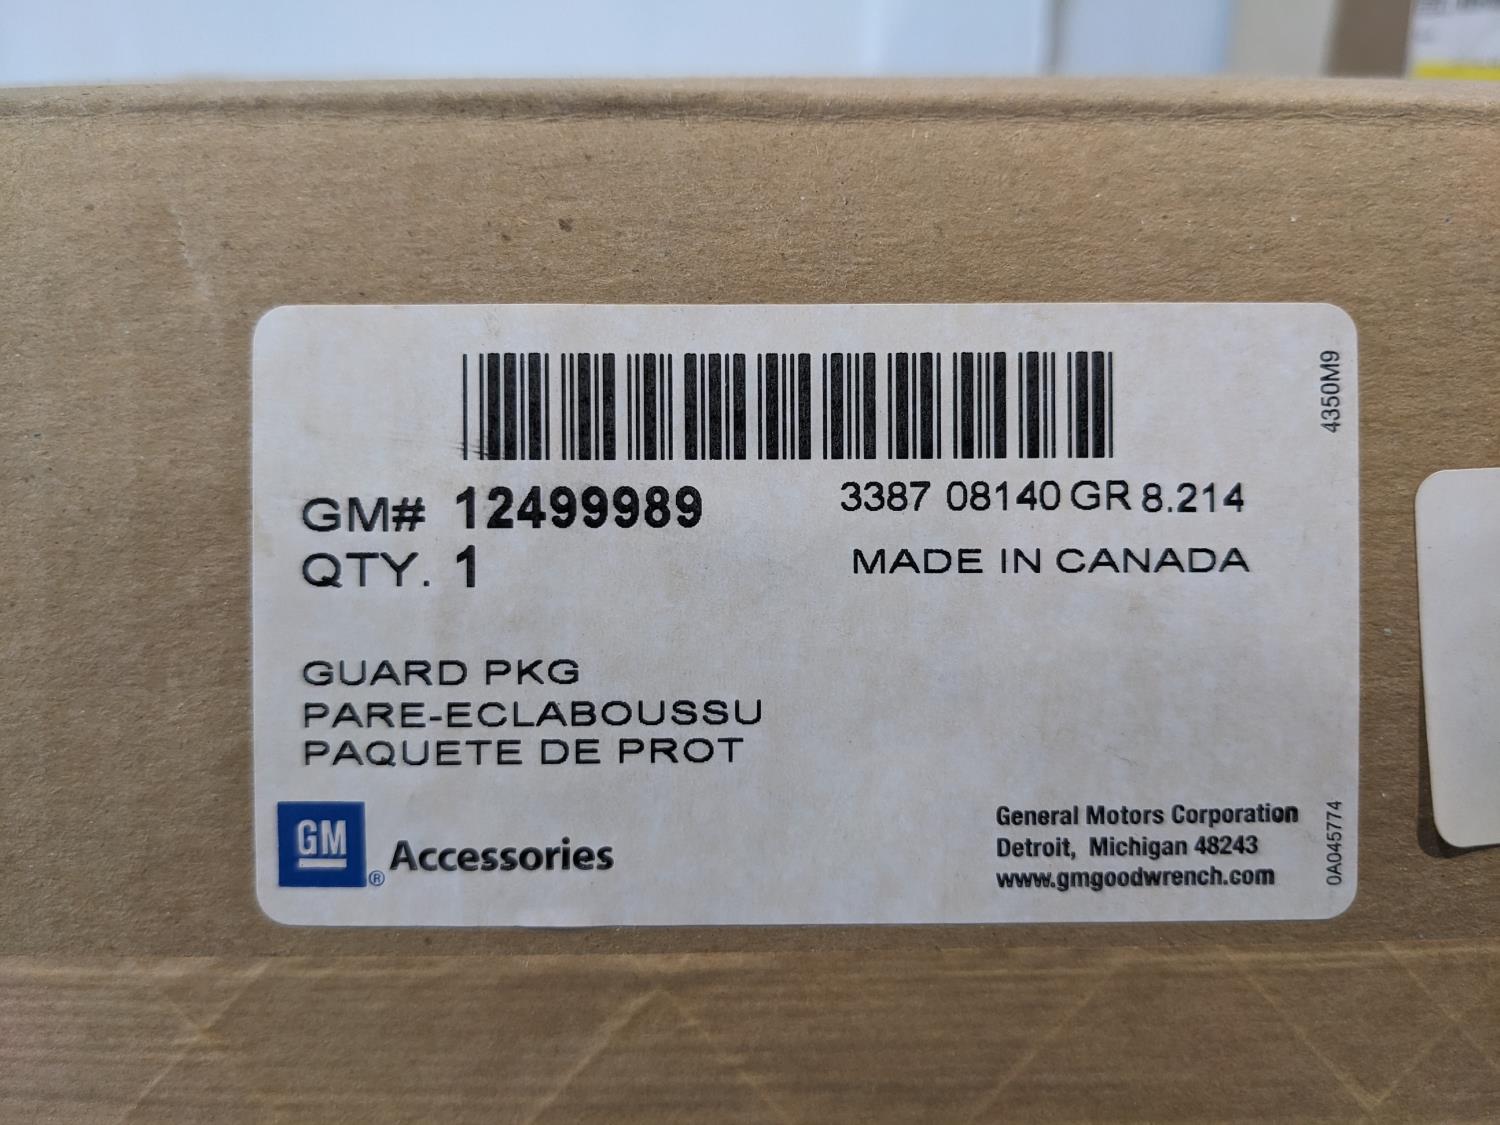 4350M9
GM# 12499989
3387 08140 GR 8.214
QTY. 1
MADE IN CANADA
GUARD PKG
PARE-ECLABOUSSU
PAQUETE DE PROT
GM
® Accessories
General Motors Corporation
Detroit, Michigan 48243
www.gmgoodwrench.com
0A045774